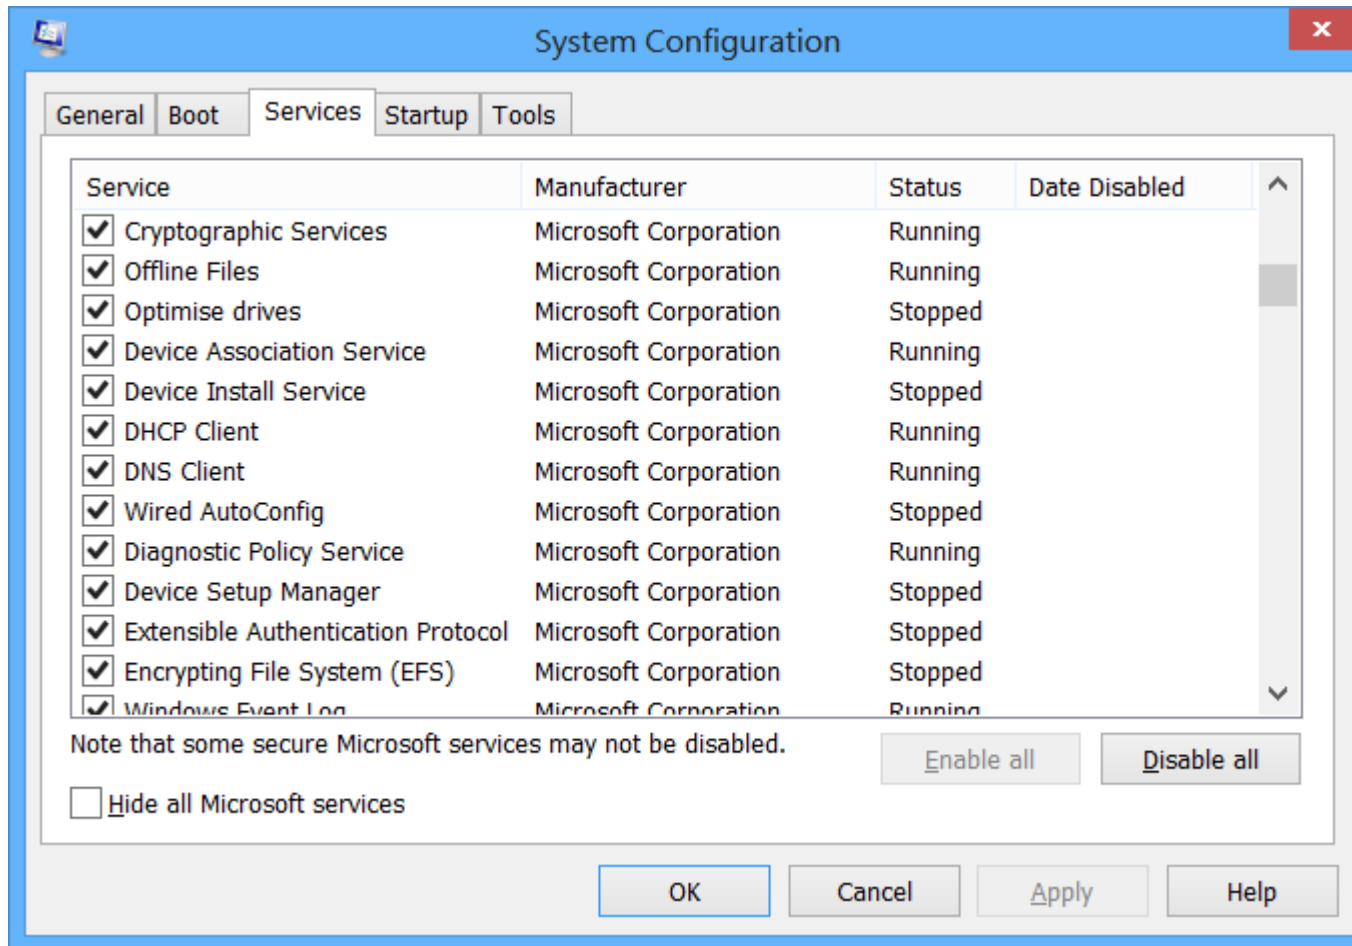 System Configuration
General Boot Services Startup Tools
Service Manufacturer Status Date Disabled
Cryptographic Services Microsoft Corporation Running
Offline Files Microsoft Corporation Running
Optimise drives Microsoft Corporation Stopped
Device Association Service Microsoft Corporation Running
Device Install Service Microsoft Corporation Stopped
DHCP Client Microsoft Corporation Running
DNS Client Microsoft Corporation Running
Wired AutoConfig Microsoft Corporation Stopped
Diagnostic Policy Service Microsoft Corporation Running
Device Setup Manager Microsoft Corporation Stopped
Extensible Authentication Protocol Microsoft Corporation Stopped
Encrypting File System (EFS) Microsoft Corporation Stopped
Windows Event Log Microsoft Corporation Running
Note that some secure Microsoft services may not be disabled.
Enable all Disable all
Hide all Microsoft services
OK Cancel Apply Help